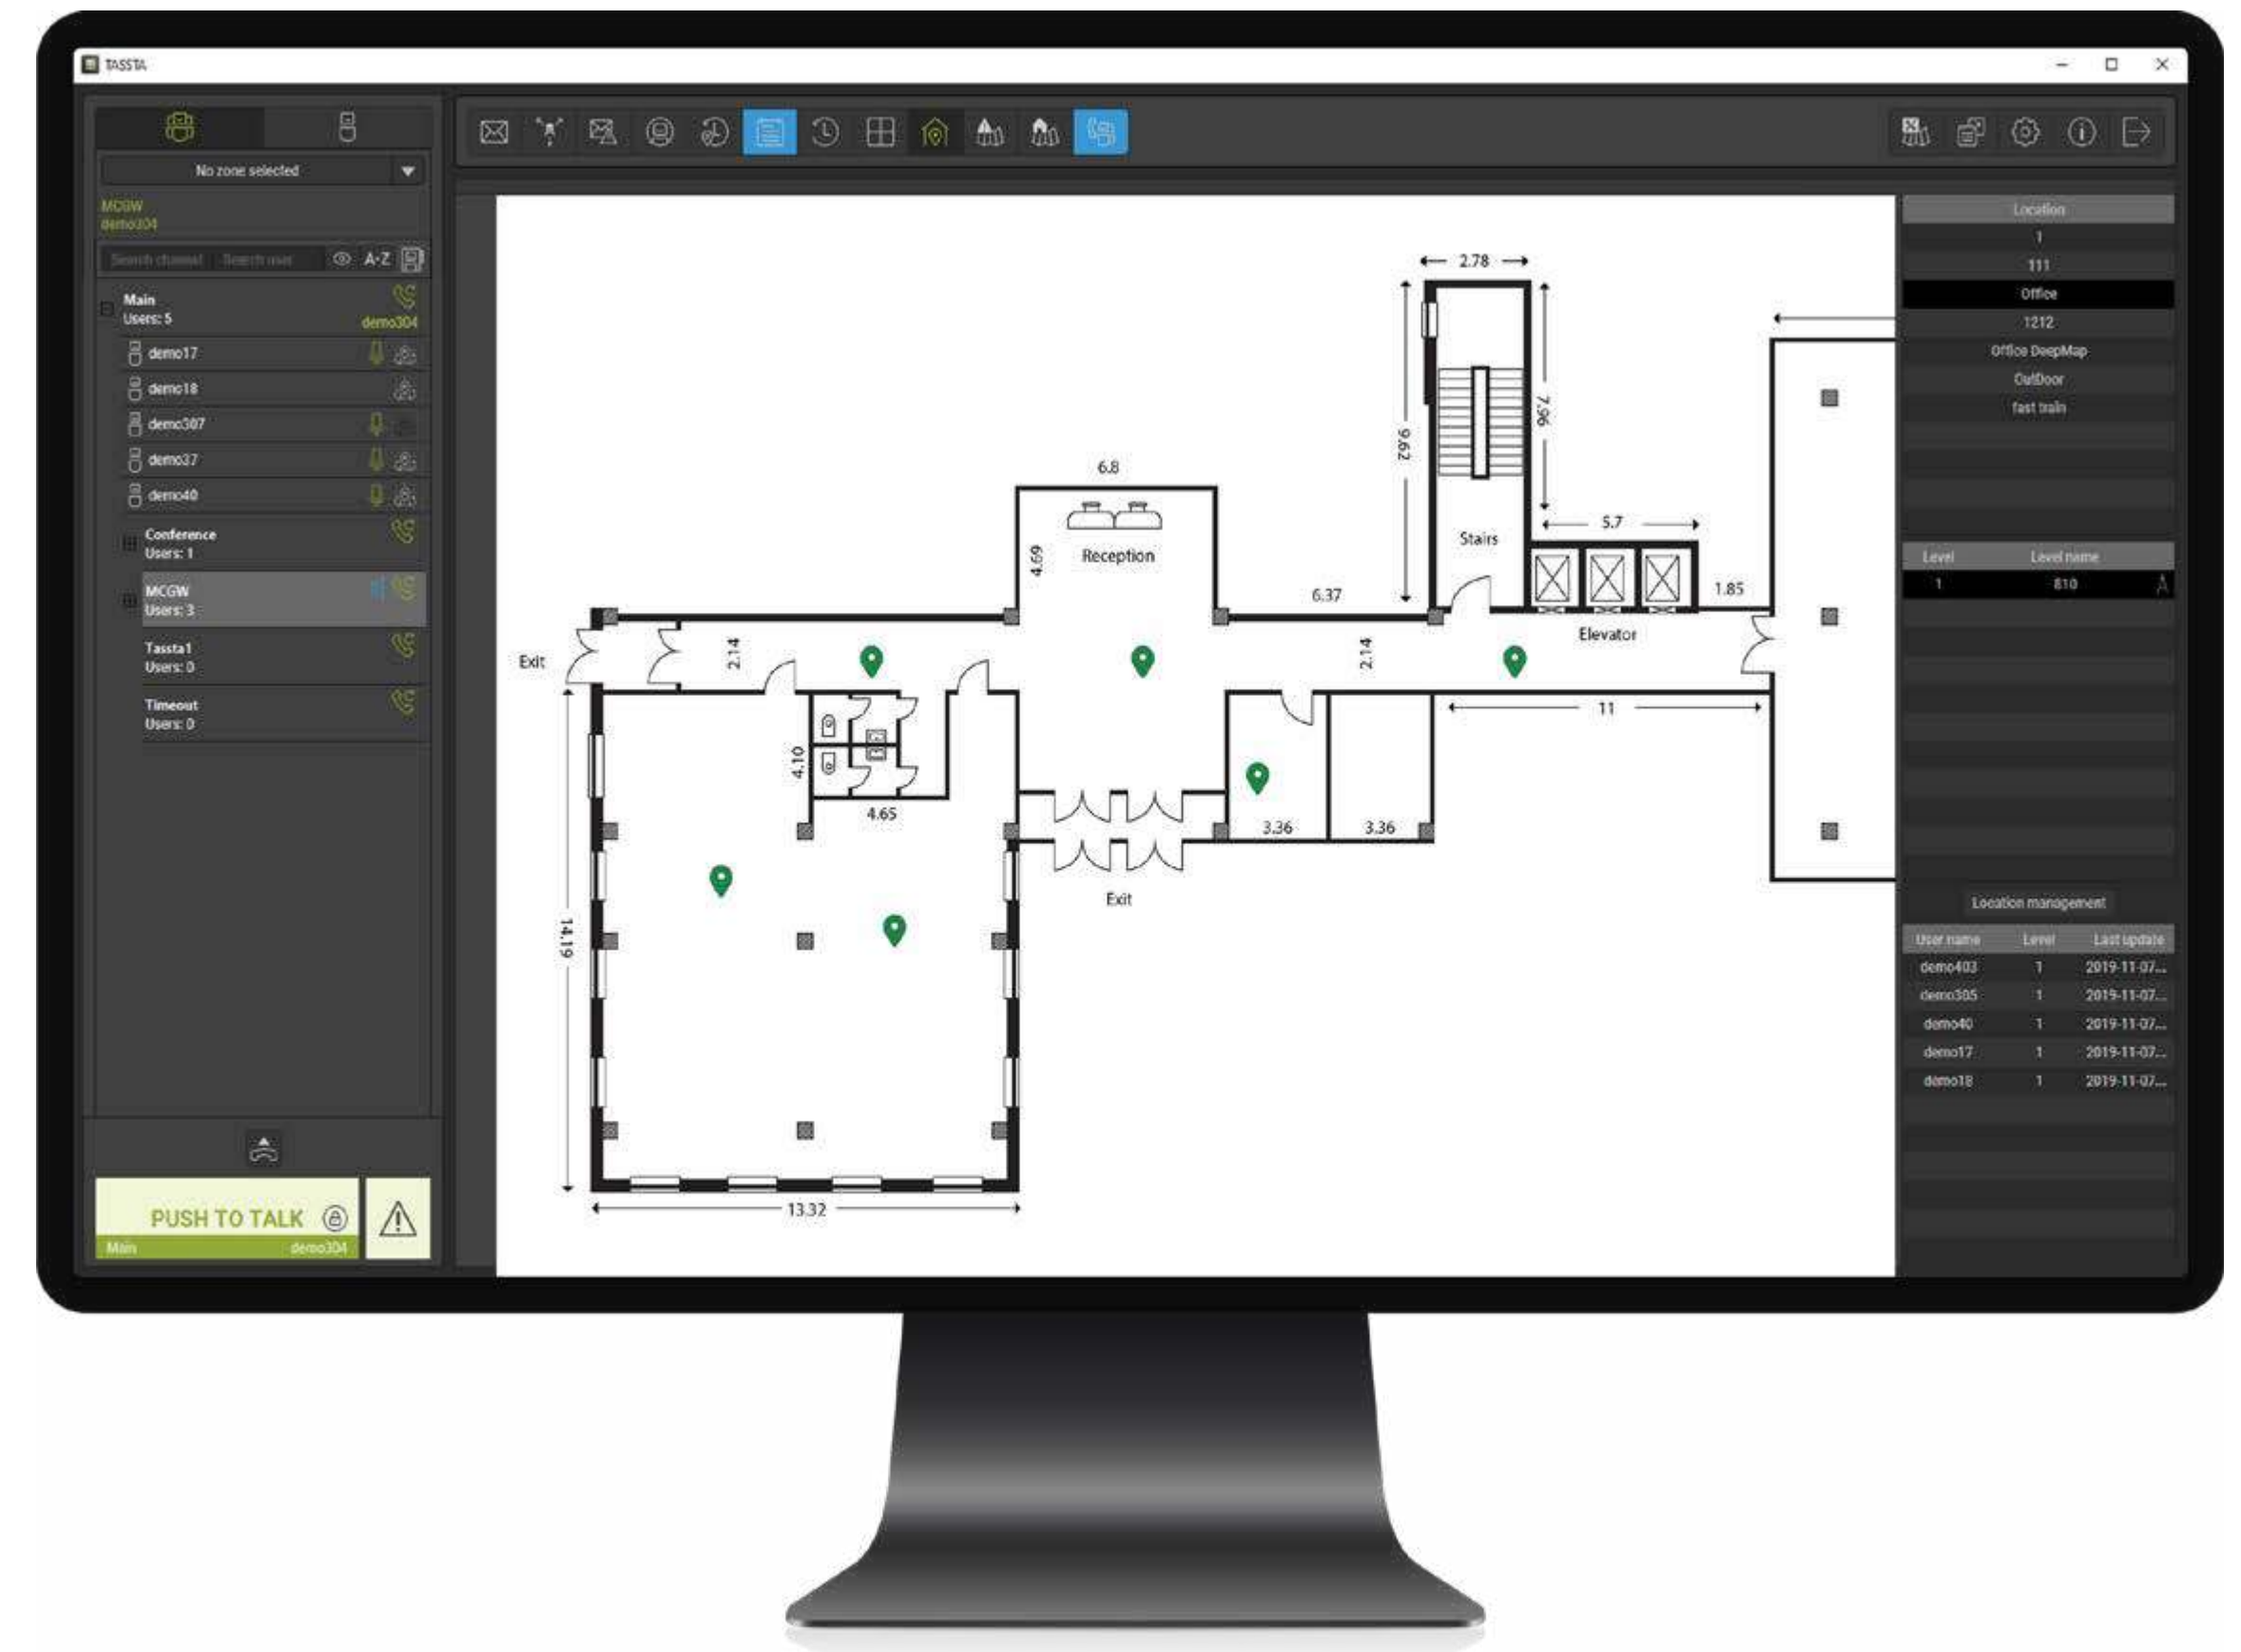 TASSTA
No zone selected
MCGW
demo304
Search channel Search user A-Z
Main
Users: 5
demo304
demo17
demo18
demo307
demo37
demo40
Conference
Users: 1
MCGW
Users: 3
Tassta1
Users: 0
Timeout
Users: 0
PUSH TO TALK
Main demo304
2.78
9.62
7.96
6.8
4.69
Reception
Stairs
5.7
6.37
1.85
Elevator
Exit
2.14
2.14
11
4.10
4.65
3.36
3.36
Exit
14.19
13.32
Location
1
111
Office
1212
Office DeepMap
OutDoor
fast train
Level Level name
1 810
Location management
User name Level Last update
demo403 1 2019-11-07...
demo305 1 2019-11-07...
demo40 1 2019-11-07...
demo17 1 2019-11-07...
demo18 1 2019-11-07...